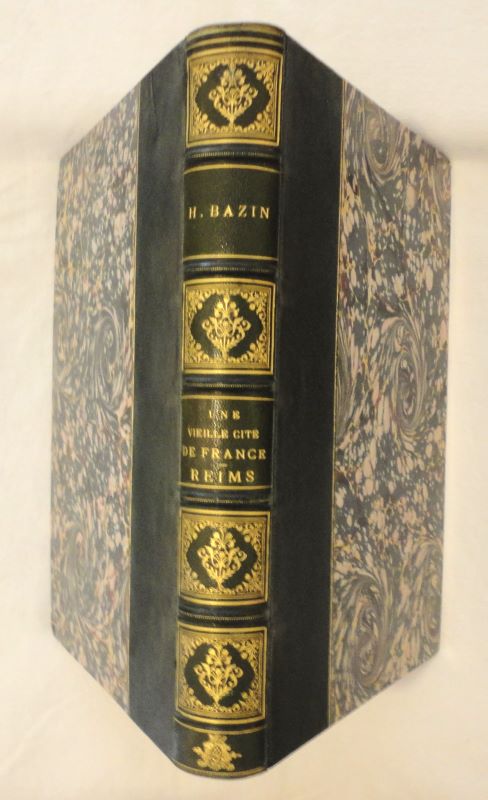 H. BAZIN
UNE
VIEILLE CITÉ
DE FRANCE
REIMS